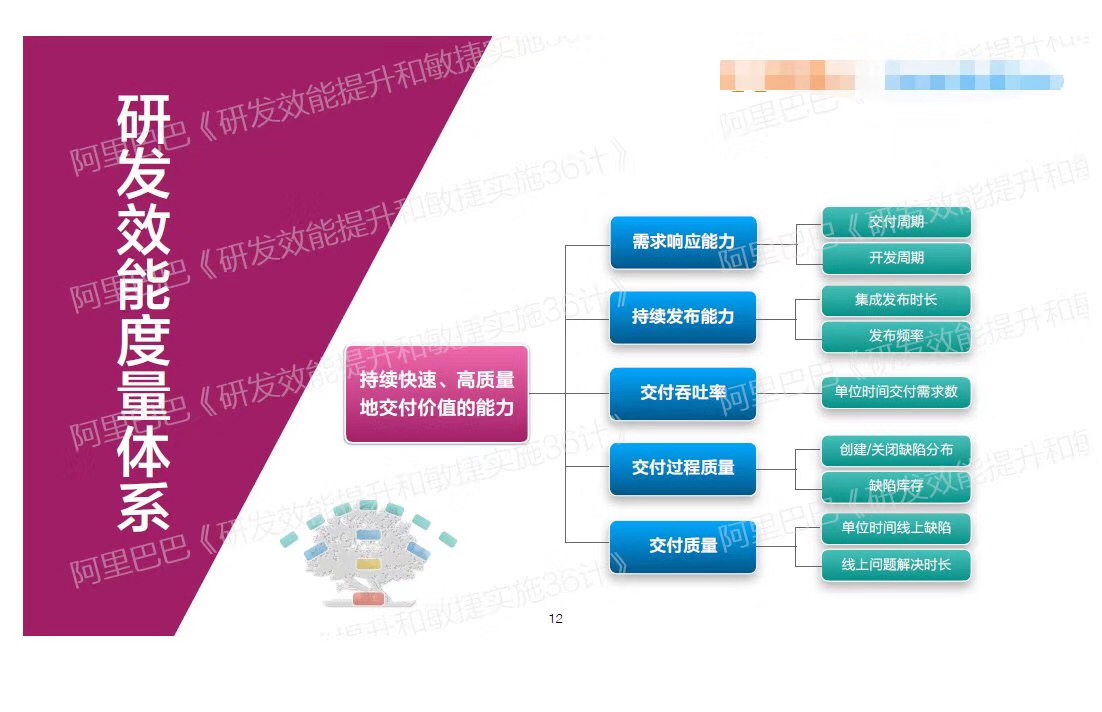 研发效能度量体系
持续快速、高质量
地交付价值的能力
需求响应能力
交付周期
开发周期
持续发布能力
集成发布时长
发布频率
交付吞吐率
单位时间交付需求数
交付过程质量
创建/关闭缺陷分布
缺陷库存
交付质量
单位时间线上缺陷
线上问题解决时长
12
阿里巴巴《研发效能提升和敏捷实施36计》